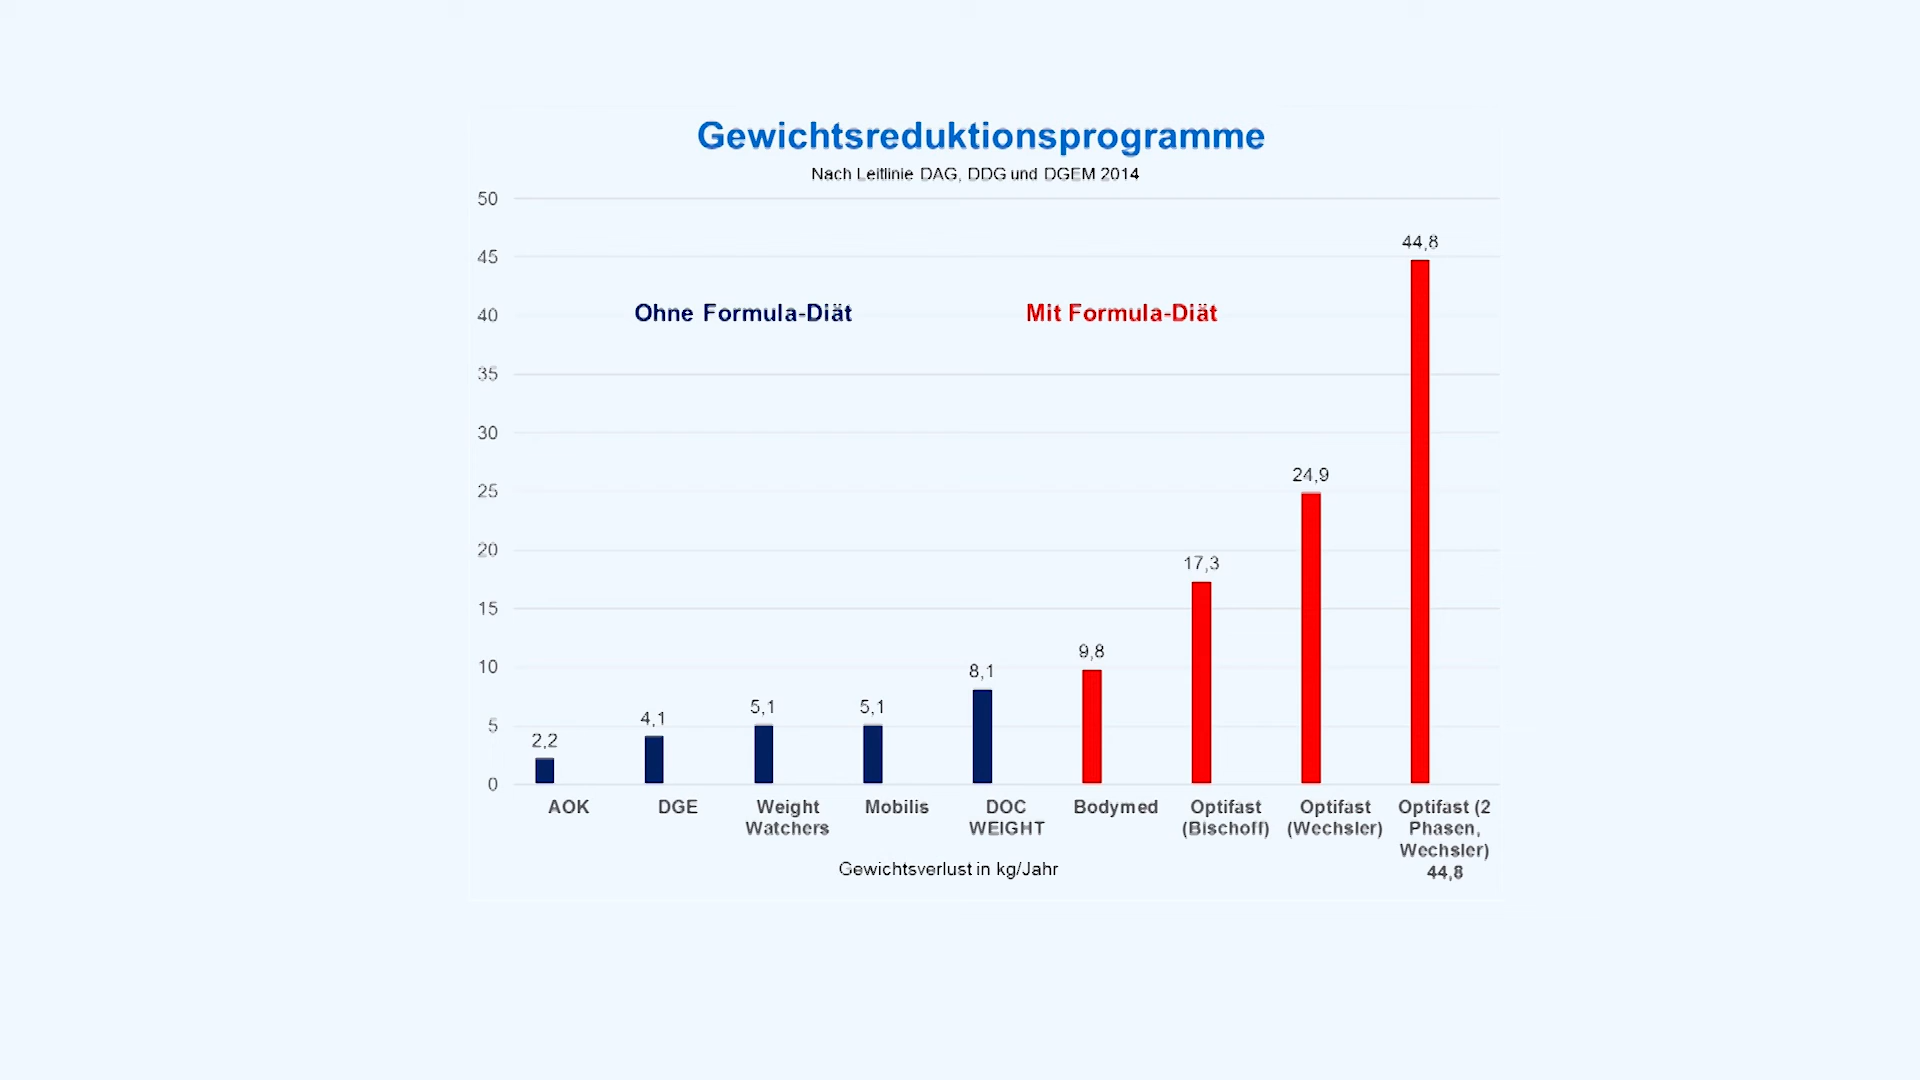 Gewichtsreduktionsprogramme
Nach Leitlinie DAG, DDG und DGEM 2014
50
45
40
35
30
25
20
15
10
5
0
Ohne Formula-Diät
Mit Formula-Diät
2,2
4,1
5,1
5,1
8,1
9,8
17,3
24,9
44,8
AOK
DGE
Weight
Watchers
Mobilis
DOC
WEIGHT
Bodymed
Optifast
(Bischoff)
Optifast
(Wechsler)
Optifast (2
Phasen,
Wechsler)
44,8
Gewichtsverlust in kg/Jahr